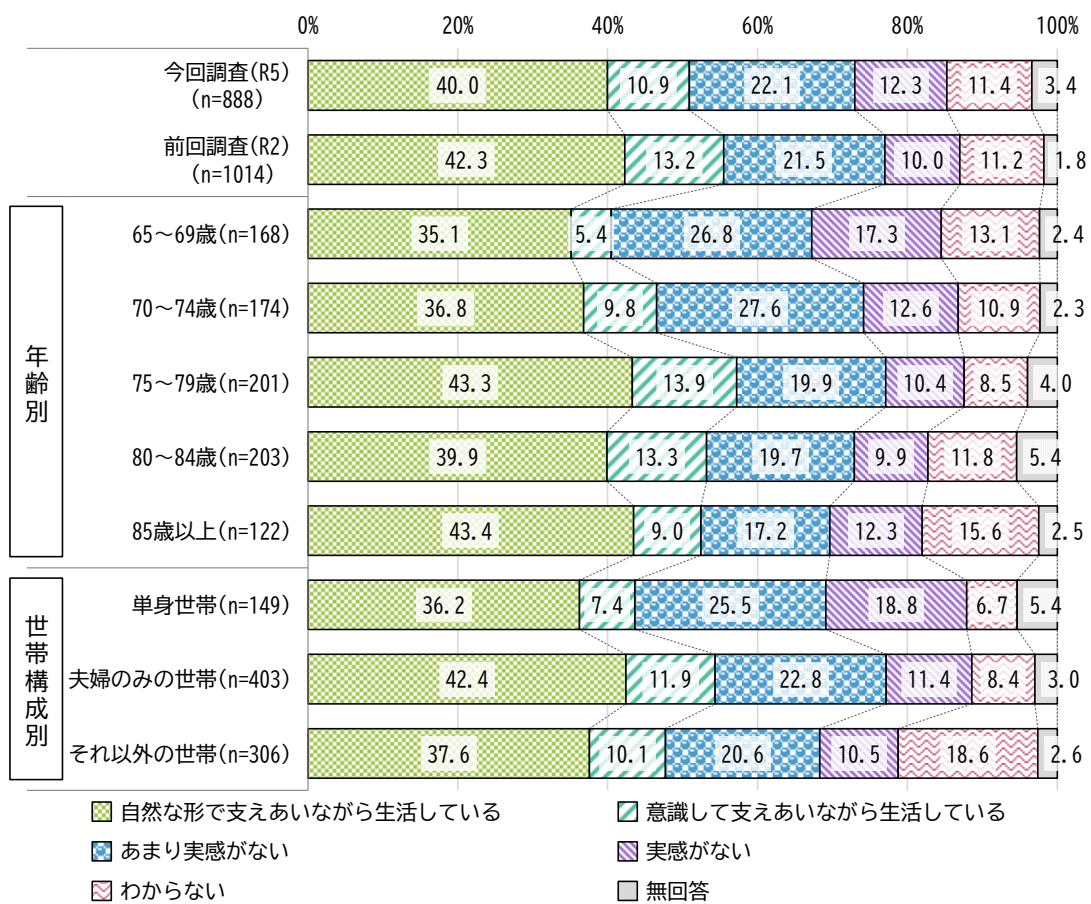 0% 20% 40% 60% 80% 100%
今回調査(R5)
(n=888)
40.0 10.9 22.1 12.3 11.4 3.4
前回調査(R2)
(n=1014)
42.3 13.2 21.5 10.0 11.2 1.8
年齢別
65～69歳(n=168) 35.1 5.4 26.8 17.3 13.1 2.4
70～74歳(n=174) 36.8 9.8 27.6 12.6 10.9 2.3
75～79歳(n=201) 43.3 13.9 19.9 10.4 8.5 4.0
80～84歳(n=203) 39.9 13.3 19.7 9.9 11.8 5.4
85歳以上(n=122) 43.4 9.0 17.2 12.3 15.6 2.5
世帯構成別
単身世帯(n=149) 36.2 7.4 25.5 18.8 6.7 5.4
夫婦のみの世帯(n=403) 42.4 11.9 22.8 11.4 8.4 3.0
それ以外の世帯(n=306) 37.6 10.1 20.6 10.5 18.6 2.6
自然な形で支えあいながら生活している 意識して支えあいながら生活している
あまり実感がない 実感がない
わからない 無回答